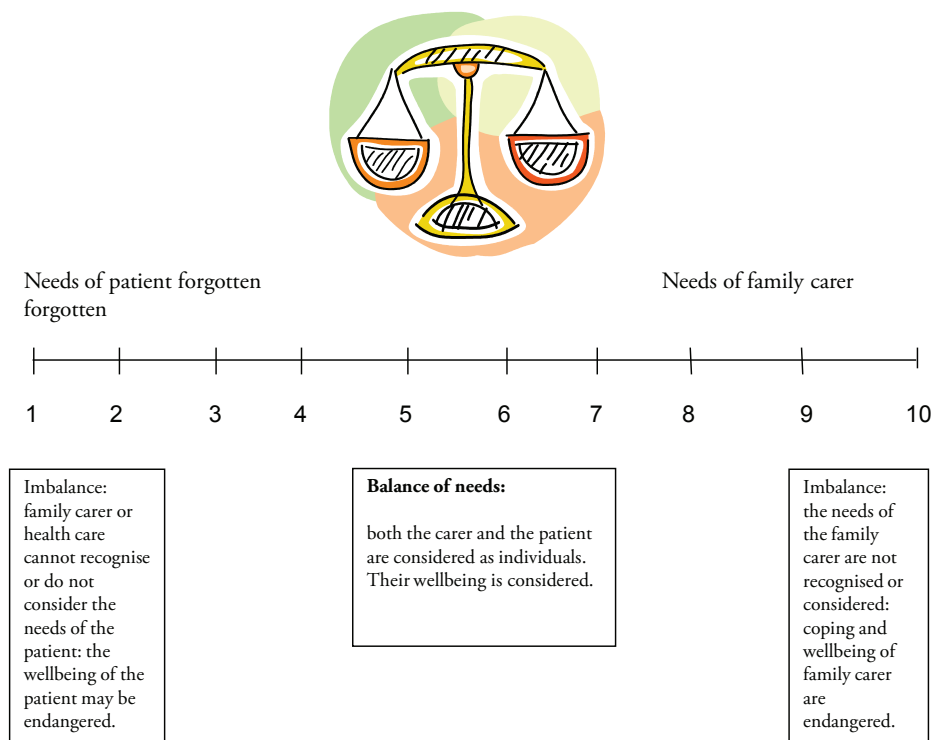 Needs of patient forgotten
forgotten
Needs of family carer
1 2 3 4 5 6 7 8 9 10
Imbalance:
family carer or
health care
cannot recognise
or do not
consider the
needs of the
patient: the
wellbeing of the
patient may be
endangered.
Balance of needs:
both the carer and the patient
are considered as individuals.
Their wellbeing is considered.
Imbalance:
the needs of
the family
carer are not
recognised or
considered:
coping and
wellbeing of
family carer
are
endangered.